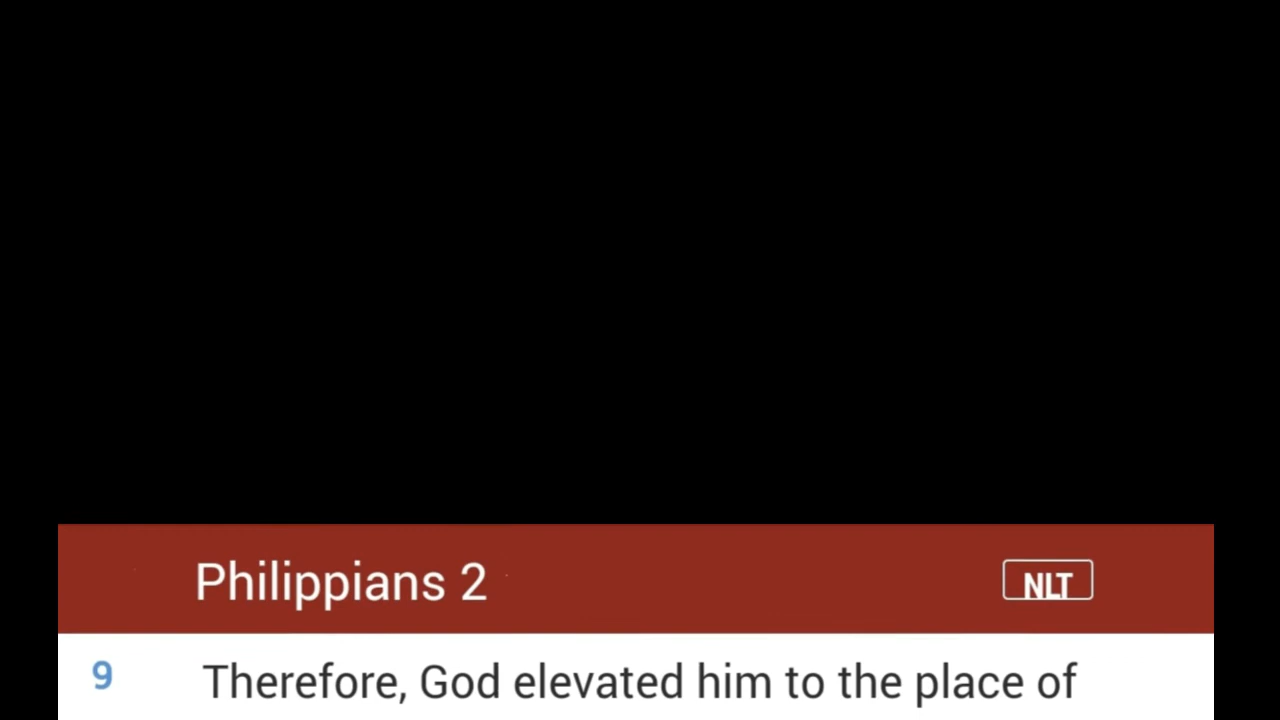 Philippians 2 NLT
9 Therefore, God elevated him to the place of